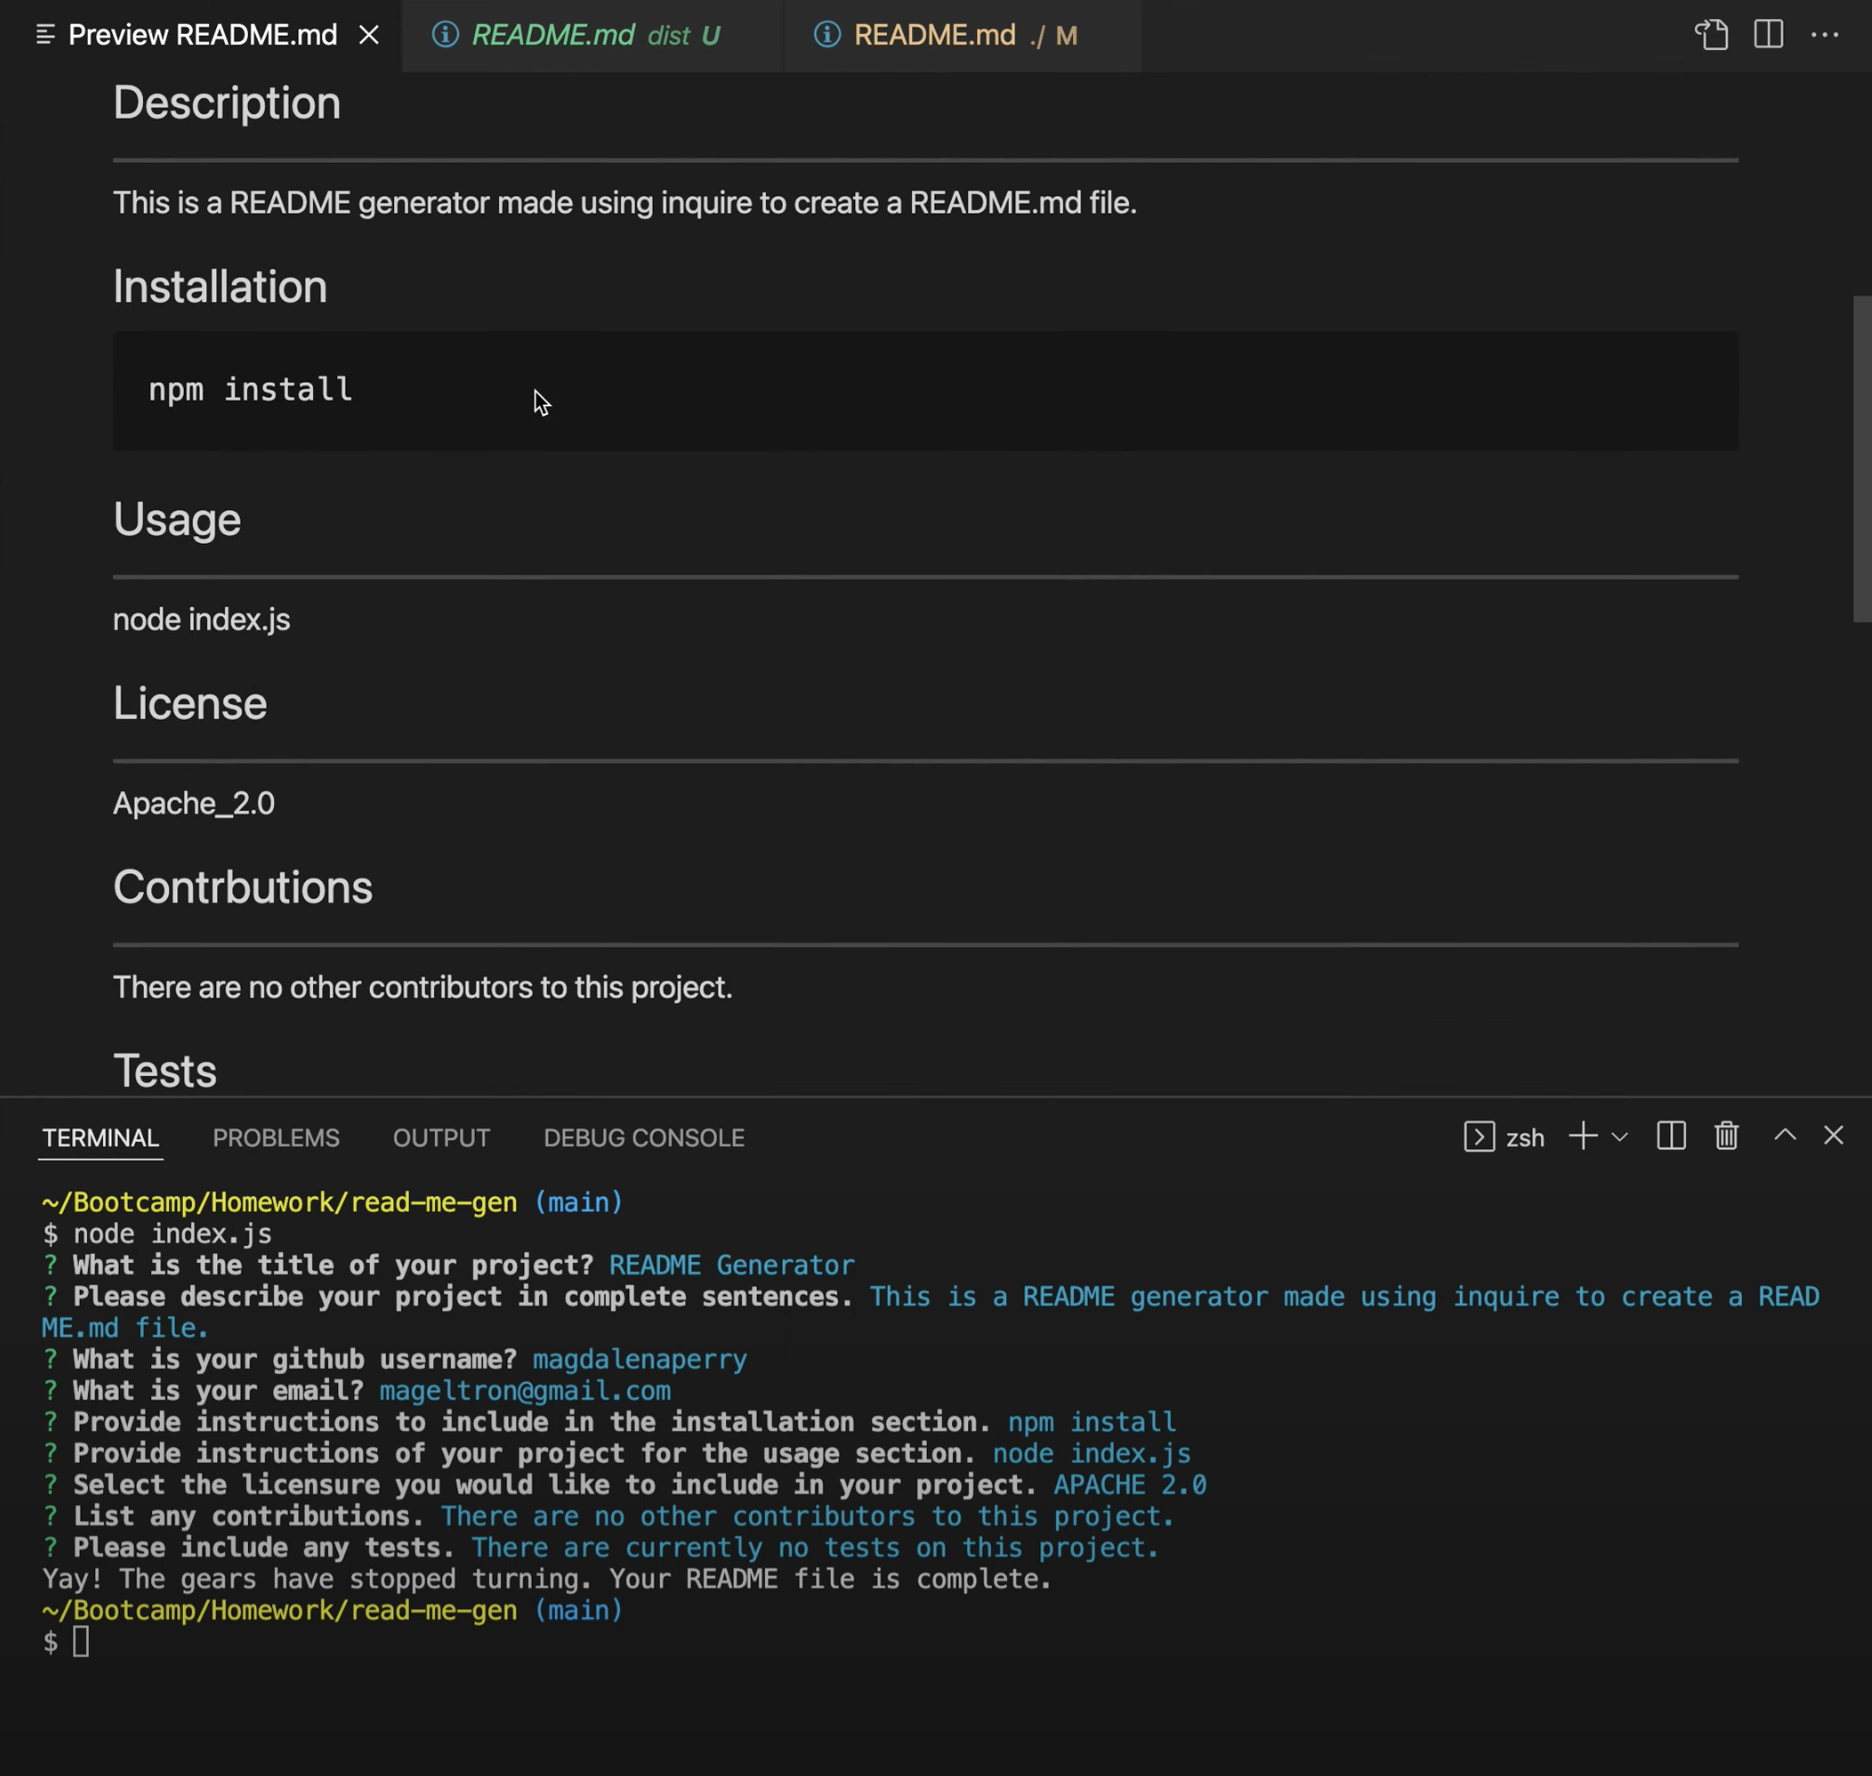 Preview README.md
README.md dist U
README.md ./ M
Description
This is a README generator made using inquire to create a README.md file.
Installation
npm install
Usage
node index.js
License
Apache_2.0
Contrbutions
There are no other contributors to this project.
Tests
TERMINAL PROBLEMS OUTPUT DEBUG CONSOLE zsh
~/Bootcamp/Homework/read-me-gen (main)
$ node index.js
? What is the title of your project? README Generator
? Please describe your project in complete sentences. This is a README generator made using inquire to create a READ
ME.md file.
? What is your github username? magdalenaperry
? What is your email? mageltron@gmail.com
? Provide instructions to include in the installation section. npm install
? Provide instructions of your project for the usage section. node index.js
? Select the licensure you would like to include in your project. APACHE 2.0
? List any contributions. There are no other contributors to this project.
? Please include any tests. There are currently no tests on this project.
Yay! The gears have stopped turning. Your README file is complete.
~/Bootcamp/Homework/read-me-gen (main)
$